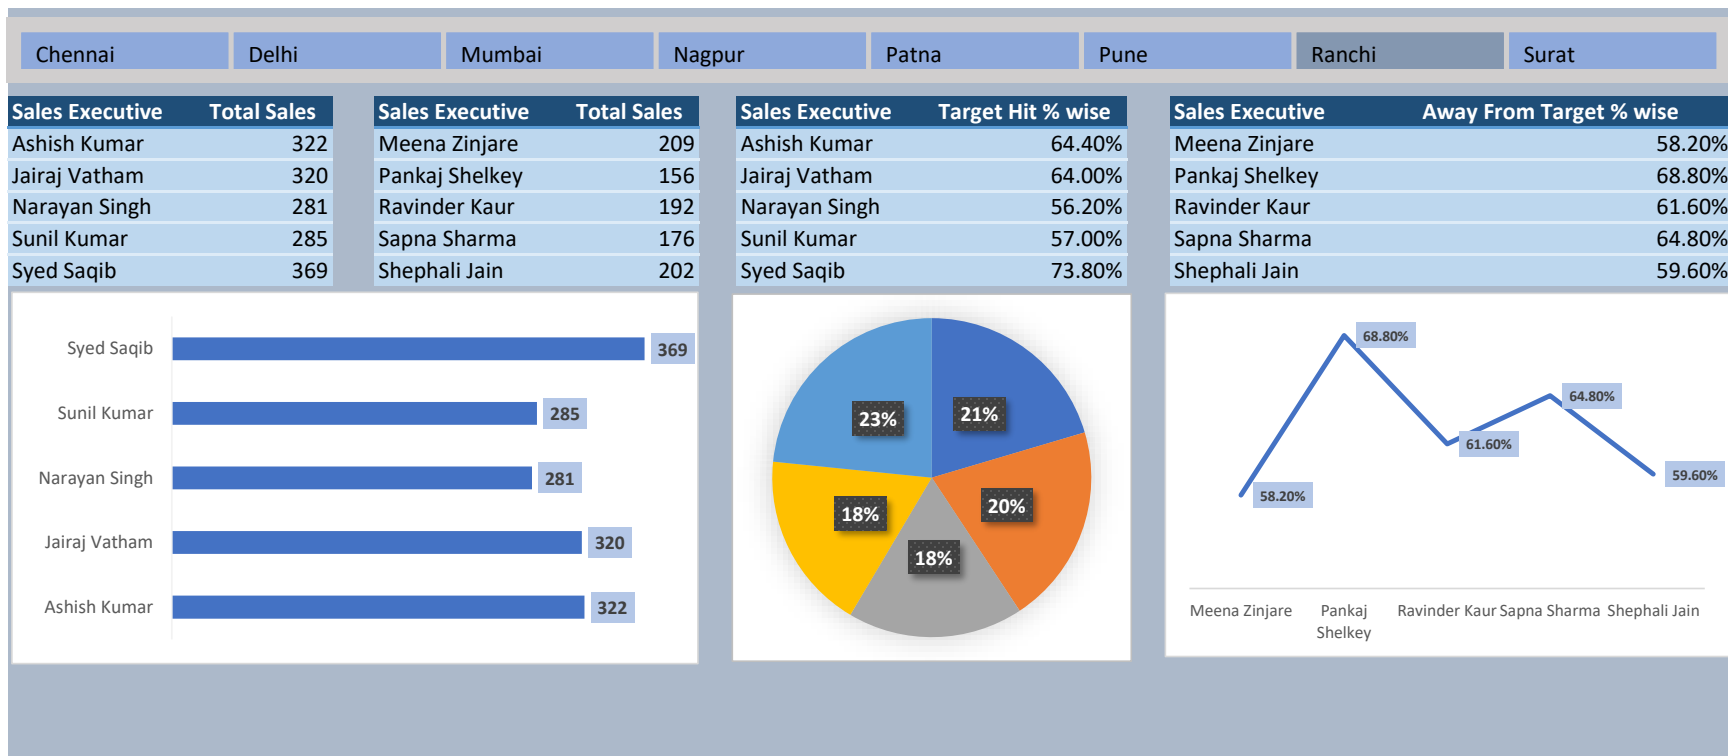 Chennai Delhi Mumbai Nagpur Patna Pune Ranchi Surat
Sales Executive Total Sales
Ashish Kumar 322
Jairaj Vatham 320
Narayan Singh 281
Sunil Kumar 285
Syed Saqib 369
Sales Executive Total Sales
Meena Zinjare 209
Pankaj Shelkey 156
Ravinder Kaur 192
Sapna Sharma 176
Shephali Jain 202
Sales Executive Target Hit % wise
Ashish Kumar 64.40%
Jairaj Vatham 64.00%
Narayan Singh 56.20%
Sunil Kumar 57.00%
Syed Saqib 73.80%
Sales Executive Away From Target % wise
Meena Zinjare 58.20%
Pankaj Shelkey 68.80%
Ravinder Kaur 61.60%
Sapna Sharma 64.80%
Shephali Jain 59.60%
Syed Saqib 369
Sunil Kumar 285
Narayan Singh 281
Jairaj Vatham 320
Ashish Kumar 322
23% 21%
18% 20%
18%
68.80%
64.80%
61.60%
59.60%
58.20%
Meena Zinjare Pankaj Ravinder Kaur Sapna Sharma Shephali Jain
Shelkey